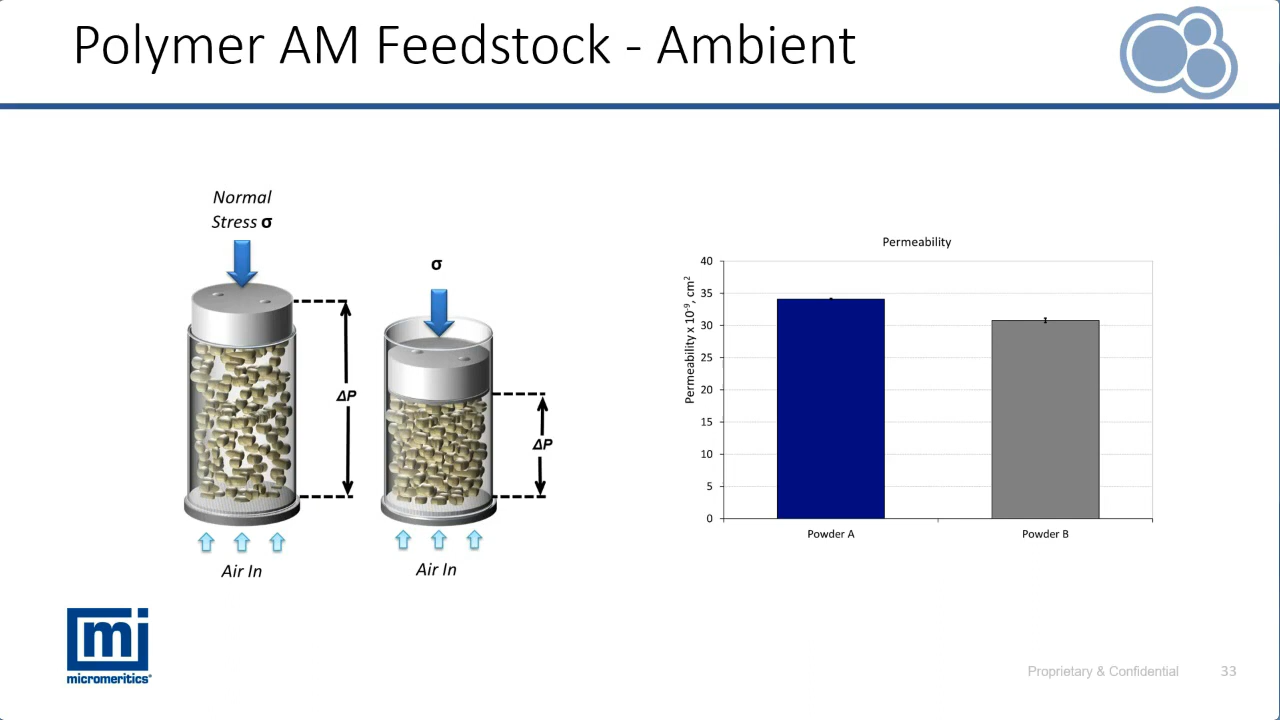 Polymer AM Feedstock - Ambient
Normal
Stress σ
σ
ΔP
ΔP
Air In
Air In
Permeability
Permeability x 10⁻⁹, cm²
40
35
30
25
20
15
10
5
0
Powder A
Powder B
mi
micromeritics®
Proprietary & Confidential
33